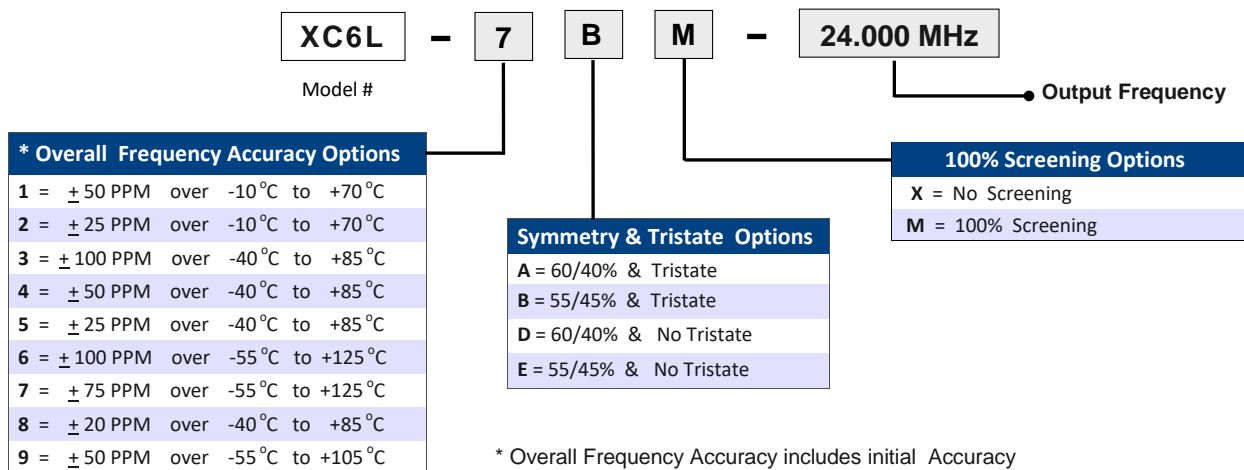 XC6L – 7 B M – 24.000 MHz
Model #
Output Frequency
* Overall Frequency Accuracy Options
1 = ± 50 PPM over -10 °C to +70 °C
2 = ± 25 PPM over -10 °C to +70 °C
3 = ± 100 PPM over -40 °C to +85 °C
4 = ± 50 PPM over -40 °C to +85 °C
5 = ± 25 PPM over -40 °C to +85 °C
6 = ± 100 PPM over -55 °C to +125 °C
7 = ± 75 PPM over -55 °C to +125 °C
8 = ± 20 PPM over -40 °C to +85 °C
9 = ± 50 PPM over -55 °C to +105 °C
Symmetry & Tristate Options
A = 60/40% & Tristate
B = 55/45% & Tristate
D = 60/40% & No Tristate
E = 55/45% & No Tristate
100% Screening Options
X = No Screening
M = 100% Screening
* Overall Frequency Accuracy includes initial Accuracy